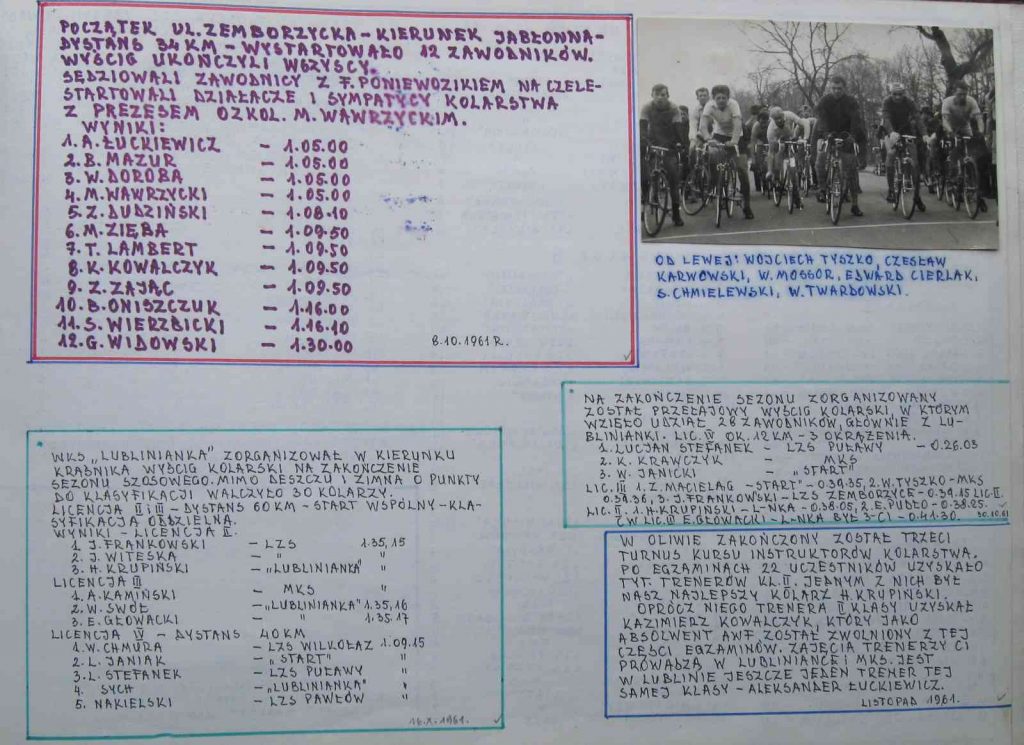 POCZĄTEK UL. ZEMBORZYCKA - KIERUNEK JABŁONNA -
DYSTANS 34 KM - WYSTARTOWAŁO 12 ZAWODNIKÓW.
WYŚCIG UKOŃCZYLI WSZYSCY.
SĘDZIOWALI ZAWODNICY Z F. PONIEWOZIKIEM NA CZELE -
STARTOWALI DZIAŁACZE I SYMPATYCY KOLARSTWA
Z PREZESEM OZKOL. M. WAWRZYCKIM.
WYNIKI:
1. A. ŁUCKIEWICZ - 1.05.00
2. B. MAZUR - 1.05.00
3. W. DOROBA - 1.05.00
4. M. WAWRZYCKI - 1.05.00
5. Z. DUDZIŃSKI - 1.08.10
6. M. ZIĘBA - 1.09.50
7. T. LAMBERT - 1.09.50
8. K. KOWALCZYK - 1.09.50
9. Z. ZAJĄC - 1.09.50
10. B. ONISZCZUK - 1.16.00
11. S. WIERZBICKI - 1.16.10
12. G. WIDOWSKI - 1.30.00
8.10.1961 R.
OD LEWEJ: WOJCIECH TYSZKO, CZESŁAW
KARWOWSKI, W. MOSSOR, EDWARD CIERLAK,
S. CHMIELEWSKI, W. TWARDOWSKI.
WKS "LUBLINIANKA" ZORGANIZOWAŁ W KIERUNKU
KRAŚNIKA WYŚCIG KOLARSKI NA ZAKOŃCZENIE
SEZONU SZOSOWEGO. MIMO DESZCZU I ZIMNA O PUNKTY
DO KLASYFIKACJI WALCZYŁO 30 KOLARZY.
LICENCJA II i III - DYSTANS 60 KM - START WSPÓLNY - KLA-
SYFIKACJA ODDZIELNA.
WYNIKI - LICENCJA II.
1. J. FRANKOWSKI - LZS 1.35,15
2. J. WITESKA " "
3. H. KRUPIŃSKI - "LUBLINIANKA" "
LICENCJA III
1. A. KAMIŃSKI - MKS "
2. W. SWÓŁ - "LUBLINIANKA" 1.35,16
3. E. GŁOWACKI - " 1.35.17
LICENCJA IV - DYSTANS 40 KM
1. W. CHMURA - LZS WILKOŁAZ 1.09.15
2. L. JANIAK - "START" "
3. L. STEFANEK - LZS PUŁAWY "
4. SYCH - "LUBLINIANKA" "
5. NAKIELSKI - LZS PAWŁÓW "
16.X.1961.
NA ZAKOŃCZENIE SEZONU ZORGANIZOWANY
ZOSTAŁ PRZEŁAJOWY WYŚCIG KOLARSKI, W KTÓRYM
WZIĘŁO UDZIAŁ 28 ZAWODNIKÓW, GŁÓWNIE Z LU-
BLINIANKI. LIC. IV OK. 12 KM - 3 OKRĄŻENIA.
1. LUCJAN STEFANEK - LZS PUŁAWY - 0.26.03
2. K. KRAWCZYK - MKS
3. W. JANICKI - "START"
LIC. III 1. Z. MACIELĄG - START - 0.34.35, 2. W. TYSZKO - MKS
0.34.36, 3. J. FRANKOWSKI - LZS ZEMBORZYCE - 0.39.15 LIC. II.
LIC. II. 1. H. KRUPIŃSKI - L-NKA - 0.38.05, 2. E. PUDŁO - 0.38.25.
(W LIC. III E. GŁOWACKI - L-NKA BYŁ 3-CI - 0.41.30. 30.10.61
W OLIWIE ZAKOŃCZONY ZOSTAŁ TRZECI
TURNUS KURSU INSTRUKTORÓW KOLARSTWA.
PO EGZAMINACH 22 UCZESTNIKÓW UZYSKAŁO
TYT. TRENERÓW KL. II. JEDNYM Z NICH BYŁ
NASZ NAJLEPSZY KOLARZ H. KRUPIŃSKI.
OPRÓCZ NIEGO TRENERA II KLASY UZYSKAŁ
KAZIMIERZ KOWALCZYK, KTÓRY JAKO
ABSOLWENT AWF ZOSTAŁ ZWOLNIONY Z TEJ
CZĘŚCI EGZAMINÓW. ZAJĘCIA TRENERZY CI
PROWADZĄ W LUBLINIANCE I MKS. JEST
W LUBLINIE JESZCZE JEDEN TRENER TEJ
SAMEJ KLASY - ALEKSANDER ŁUCKIEWICZ.
LISTOPAD 1961.